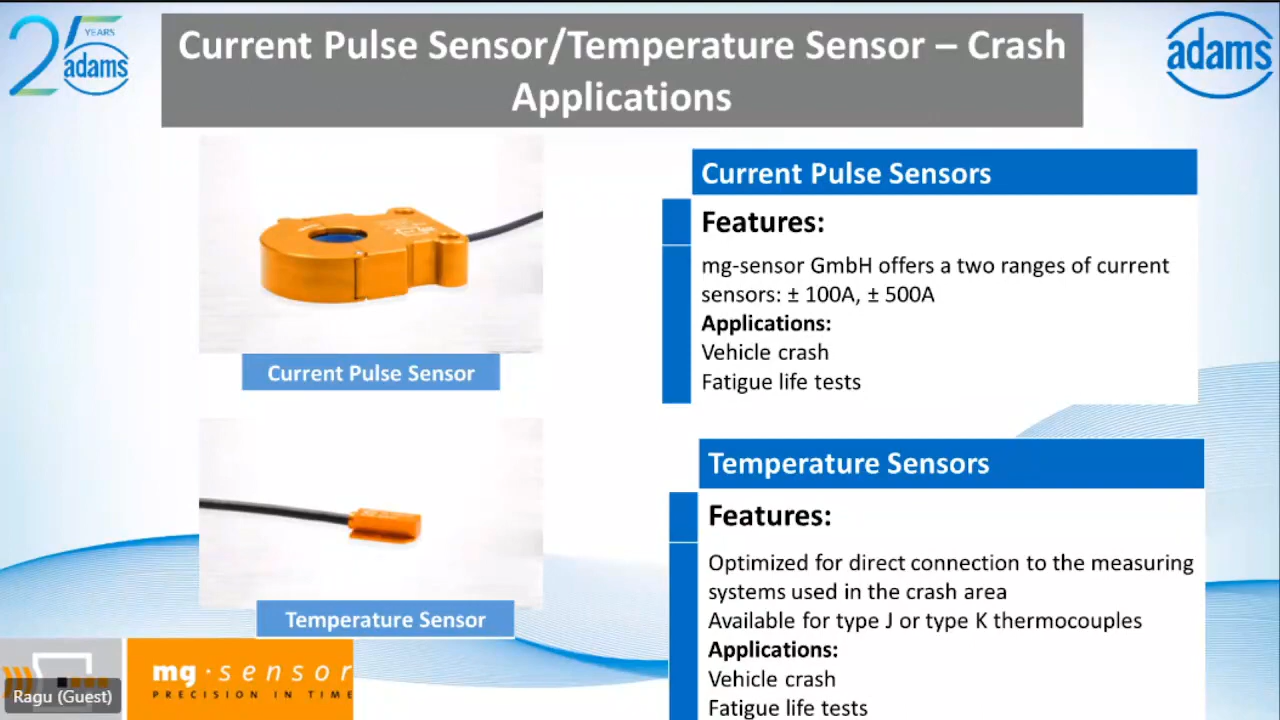 25 YEARS
adams
Current Pulse Sensor/Temperature Sensor – Crash
Applications
adams
Current Pulse Sensors
Features:
mg-sensor GmbH offers a two ranges of current
sensors: ± 100A, ± 500A
Applications:
Vehicle crash
Fatigue life tests
Current Pulse Sensor
Temperature Sensors
Features:
Optimized for direct connection to the measuring
systems used in the crash area
Available for type J or type K thermocouples
Applications:
Vehicle crash
Fatigue life tests
Temperature Sensor
mg·sensor
PRECISION IN TIME
Ragu (Guest)